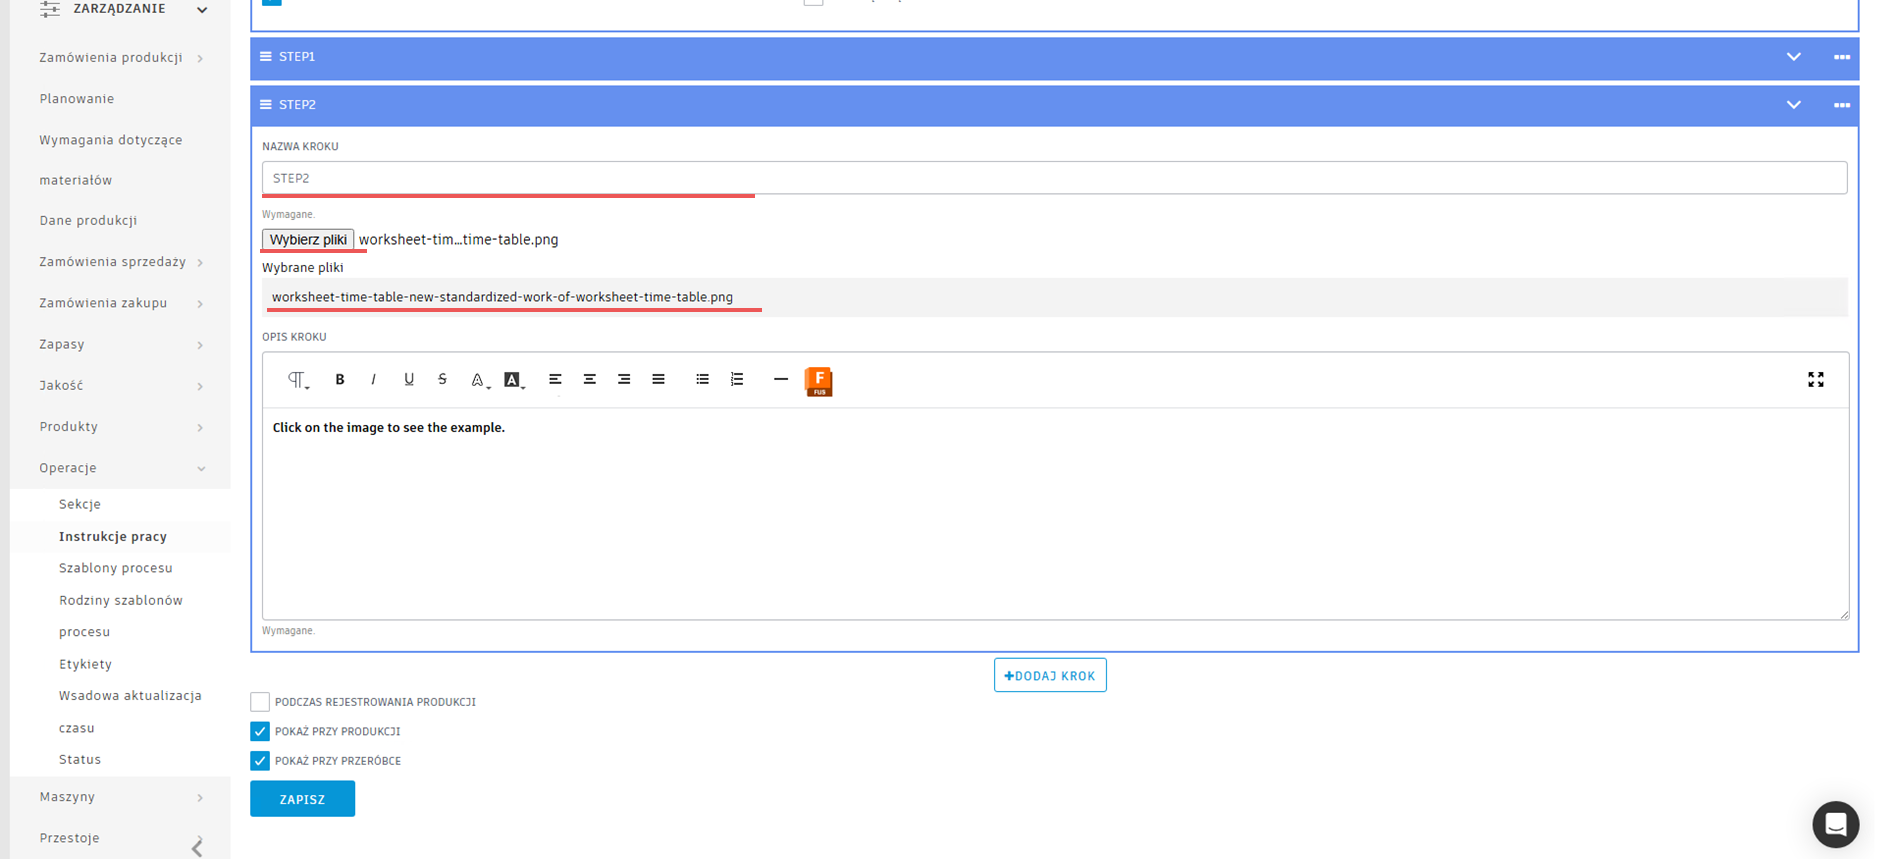 ZARZĄDZANIE
Zamówienia produkcji
Planowanie
Wymagania dotyczące
materiałów
Dane produkcji
Zamówienia sprzedaży
Zamówienia zakupu
Zapasy
Jakość
Produkty
Operacje
Sekcje
Instrukcje pracy
Szablony procesu
Rodziny szablonów
procesu
Etykiety
Wsadowa aktualizacja
czasu
Status
Maszyny
Przestoje
STEP1
STEP2
NAZWA KROKU
STEP2
Wymagane.
Wybierz pliki worksheet-tim...time-table.png
Wybrane pliki
worksheet-time-table-new-standardized-work-of-worksheet-time-table.png
OPIS KROKU
B I U S A A F FUS
Click on the image to see the example.
Wymagane.
+DODAJ KROK
PODCZAS REJESTROWANIA PRODUKCJI
POKAŻ PRZY PRODUKCJI
POKAŻ PRZY PRZERÓBCE
ZAPISZ